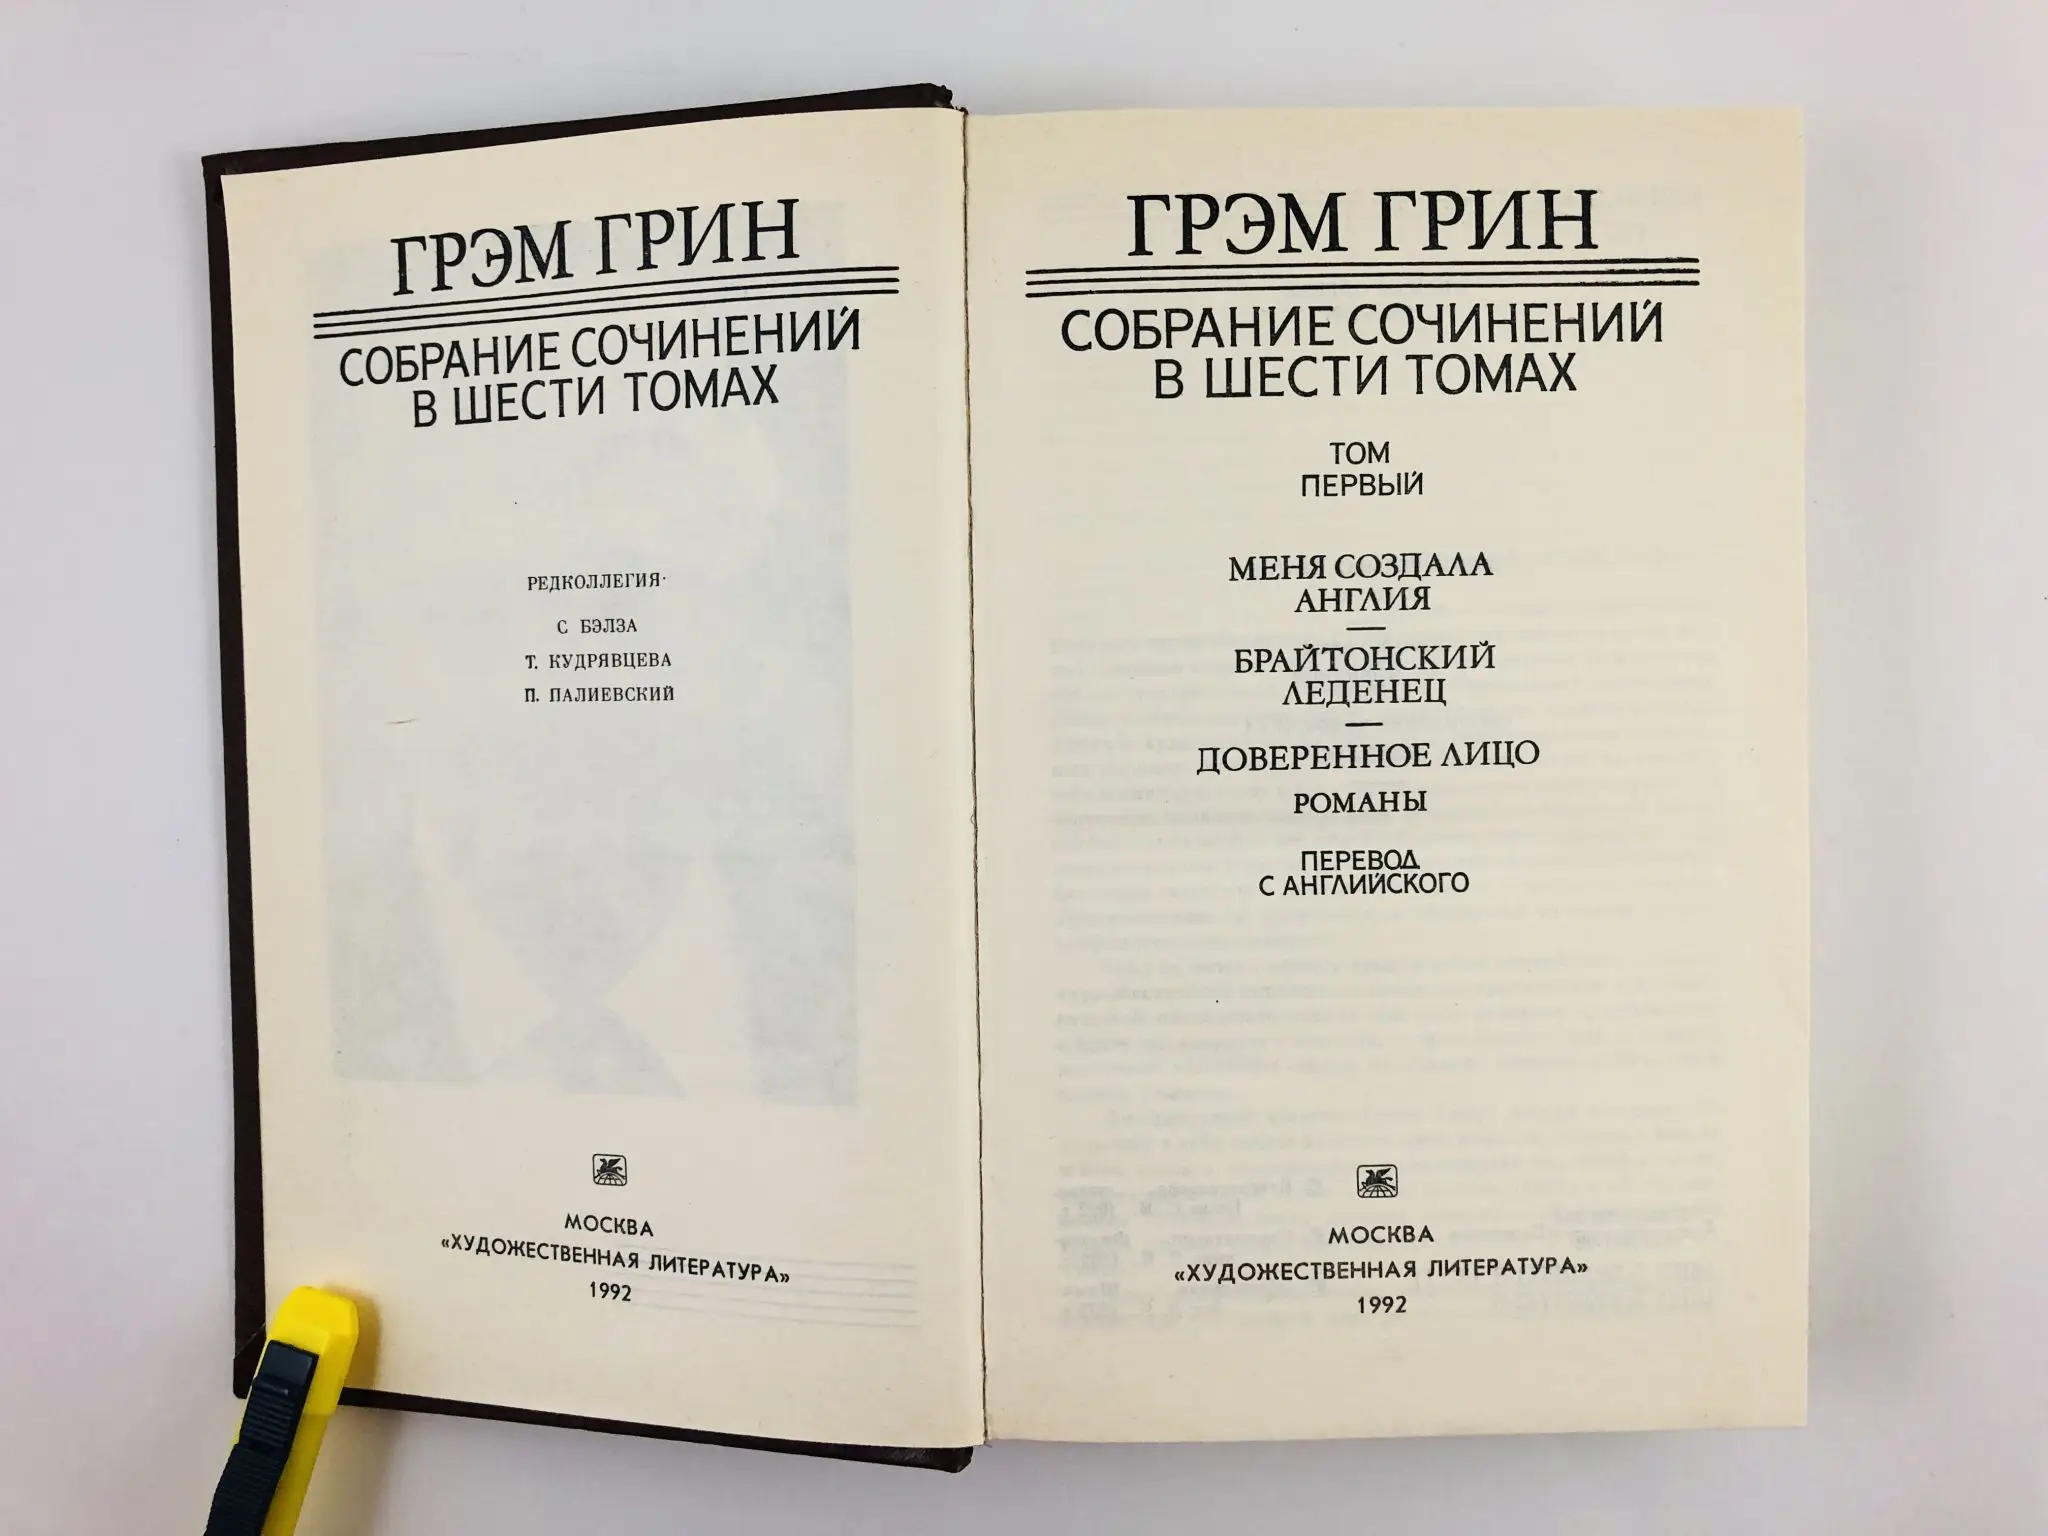 ГРЭМ ГРИН
СОБРАНИЕ СОЧИНЕНИЙ
В ШЕСТИ ТОМАХ
РЕДКОЛЛЕГИЯ·
С БЭЛЗА
Т. КУДРЯВЦЕВА
П. ПАЛИЕВСКИЙ
МОСКВА
«ХУДОЖЕСТВЕННАЯ ЛИТЕРАТУРА»
1992
ГРЭМ ГРИН
СОБРАНИЕ СОЧИНЕНИЙ
В ШЕСТИ ТОМАХ
ТОМ
ПЕРВЫЙ
МЕНЯ СОЗДАЛА
АНГЛИЯ
БРАЙТОНСКИЙ
ЛЕДЕНЕЦ
ДОВЕРЕННОЕ ЛИЦО
РОМАНЫ
ПЕРЕВОД
С АНГЛИЙСКОГО
МОСКВА
«ХУДОЖЕСТВЕННАЯ ЛИТЕРАТУРА»
1992